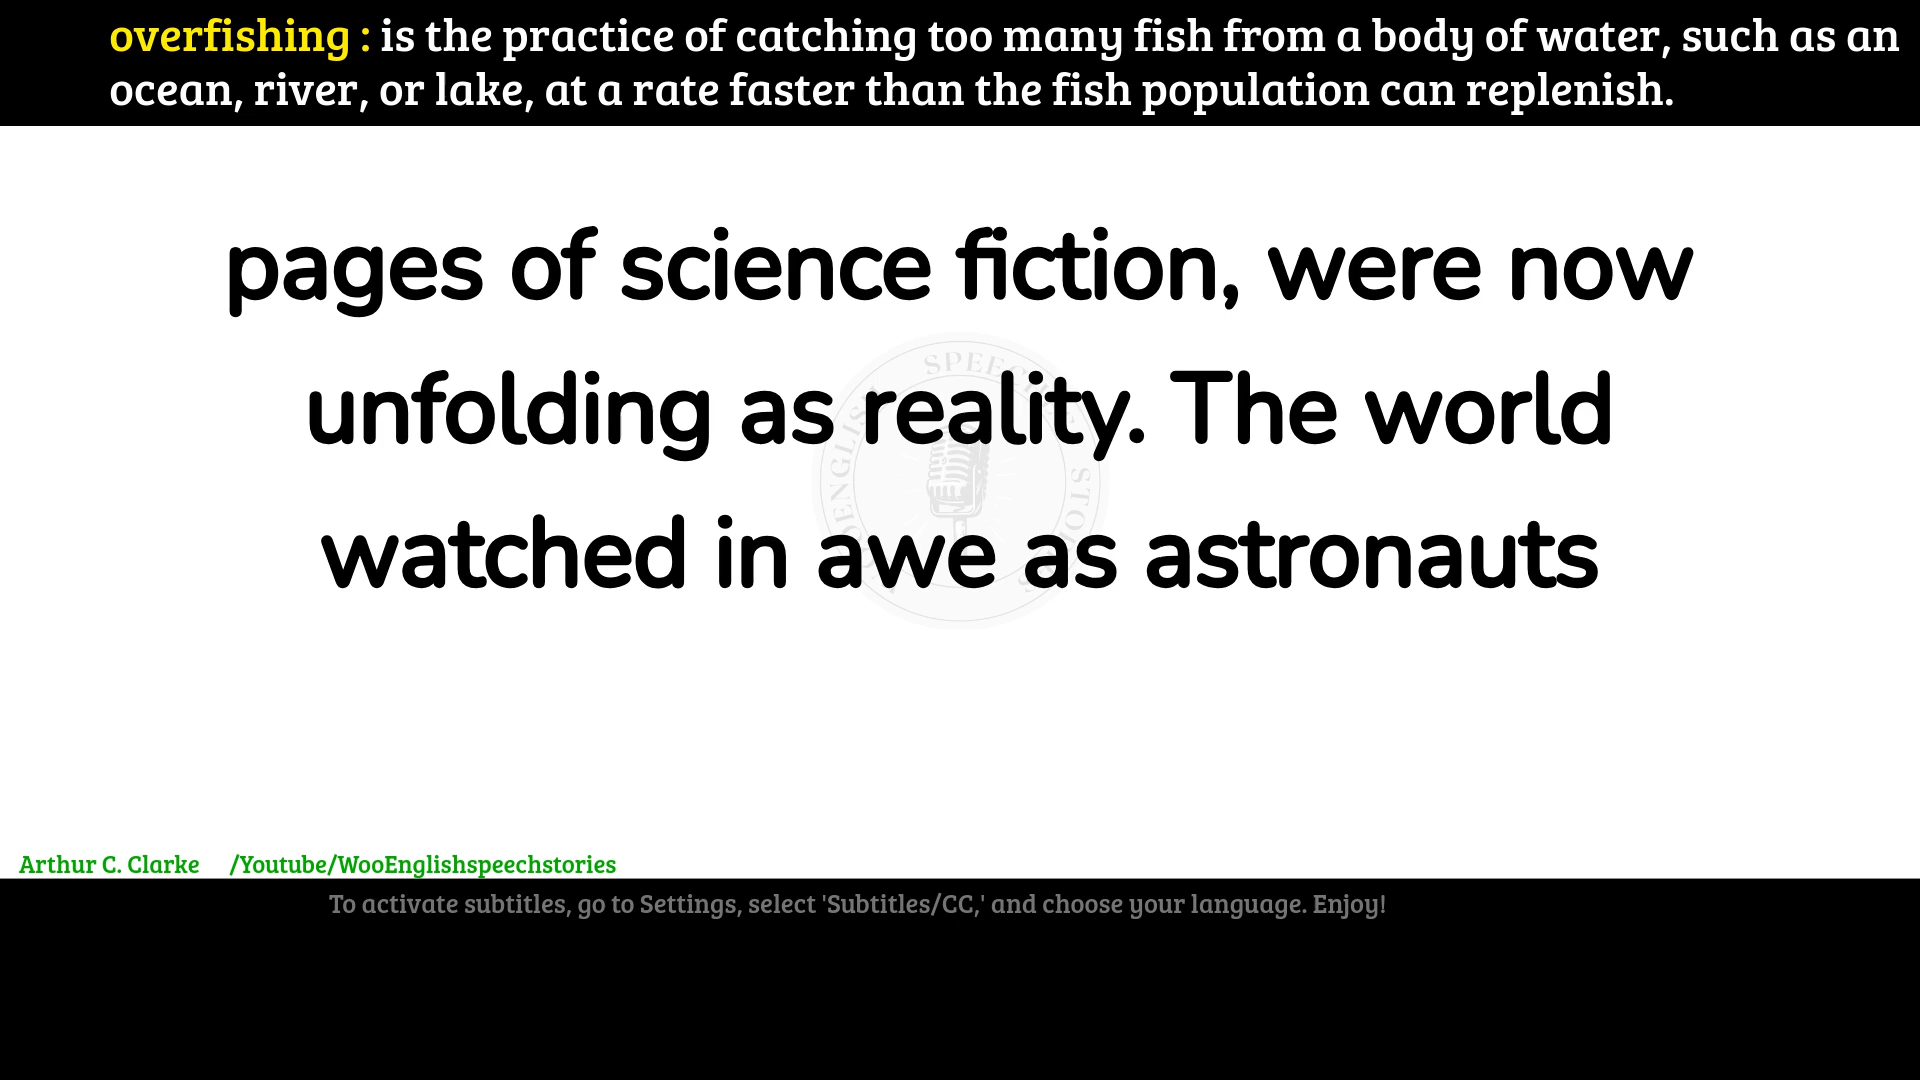 overfishing : is the practice of catching too many fish from a body of water, such as an
ocean, river, or lake, at a rate faster than the fish population can replenish.
pages of science fiction, were now
unfolding as reality. The world
watched in awe as astronauts
Arthur C. Clarke /Youtube/WooEnglishspeechstories
To activate subtitles, go to Settings, select 'Subtitles/CC,' and choose your language. Enjoy!